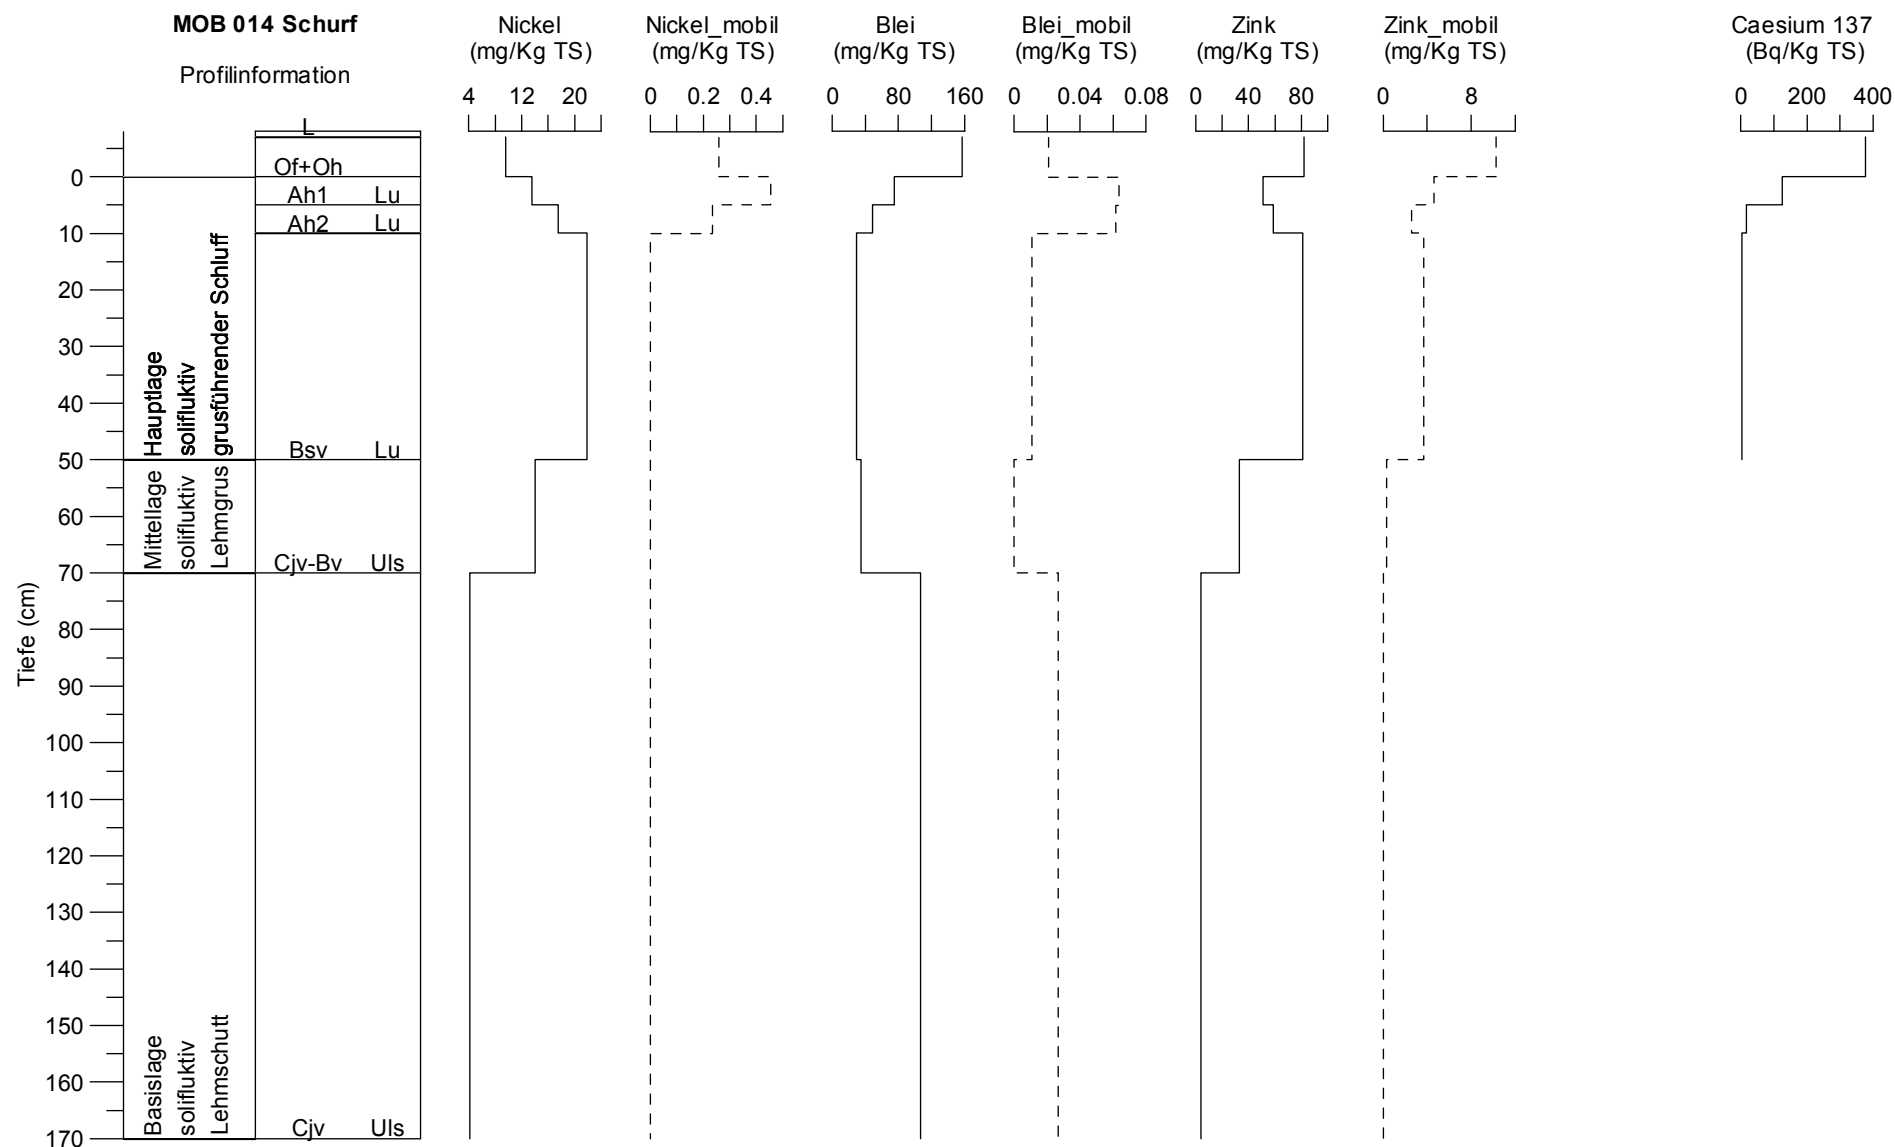 MOB 014 Schurf
Profilinformation
Nickel
(mg/Kg TS)
4 12 20
Nickel_mobil
(mg/Kg TS)
0 0.2 0.4
Blei
(mg/Kg TS)
0 80 160
Blei_mobil
(mg/Kg TS)
0 0.04 0.08
Zink
(mg/Kg TS)
0 40 80
Zink_mobil
(mg/Kg TS)
0 8
Caesium 137
(Bq/Kg TS)
0 200 400
Tiefe (cm)
0
10
20
30
40
50
60
70
80
90
100
110
120
130
140
150
160
170
Hauptlage
solifluktiv
grusführender Schluff
Mittellage
solifluktiv
Lehmgrus
Basislage
solifluktiv
Lehmschutt
L
Of+Oh
Ah1 Lu
Ah2 Lu
Bsv Lu
Cjv-Bv Uls
Cjv Uls